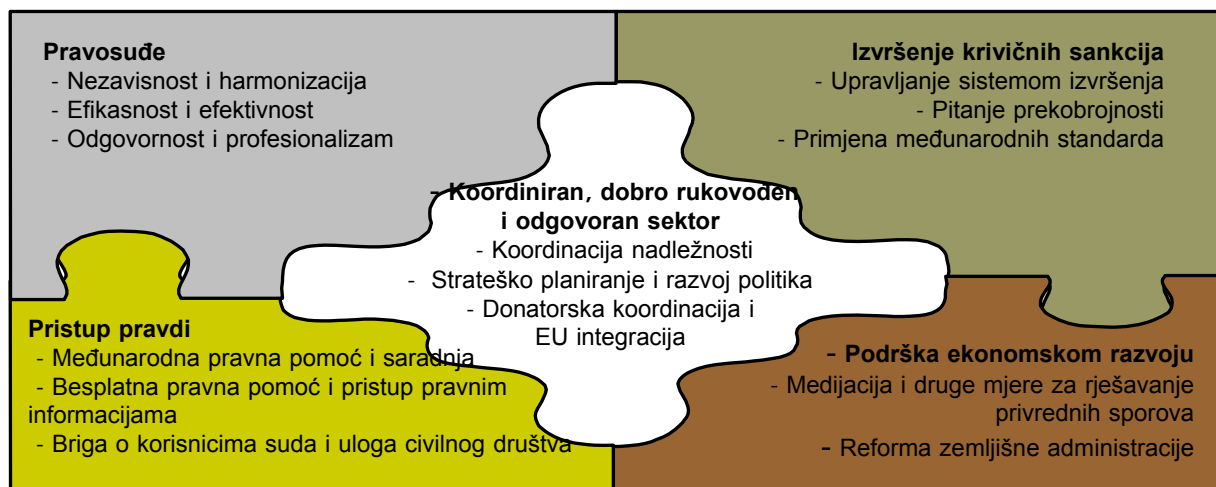 Pravosuđe
- Nezavisnost i harmonizacija
- Efikasnost i efektivnost
- Odgovornost i profesionalizam
Izvršenje krivičnih sankcija
- Upravljanje sistemom izvršenja
- Pitanje prekobrojnosti
- Primjena međunarodnih standarda
- Koordiniran, dobro rukovođen
i odgovoran sektor
- Koordinacija nadležnosti
- Strateško planiranje i razvoj politika
- Donatorska koordinacija i
EU integracija
Pristup pravdi
- Međunarodna pravna pomoć i saradnja
- Besplatna pravna pomoć i pristup pravnim
informacijama
- Briga o korisnicima suda i uloga civilnog društva
- Podrška ekonomskom razvoju
- Medijacija i druge mjere za rješavanje
privrednih sporova
- Reforma zemljišne administracije